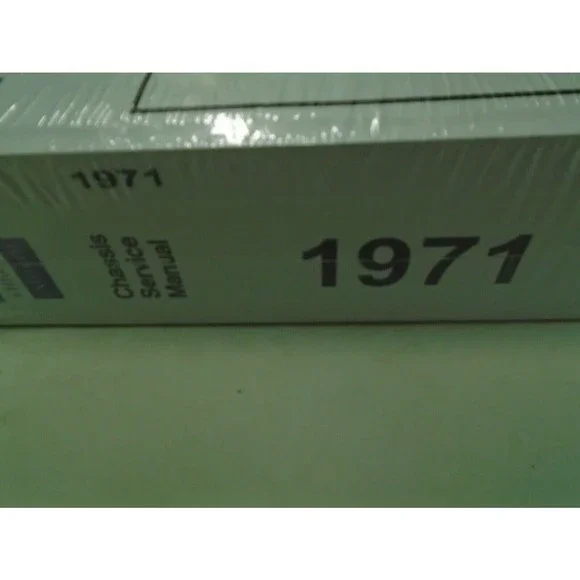 1971
Chassis
Service
Manual
1971